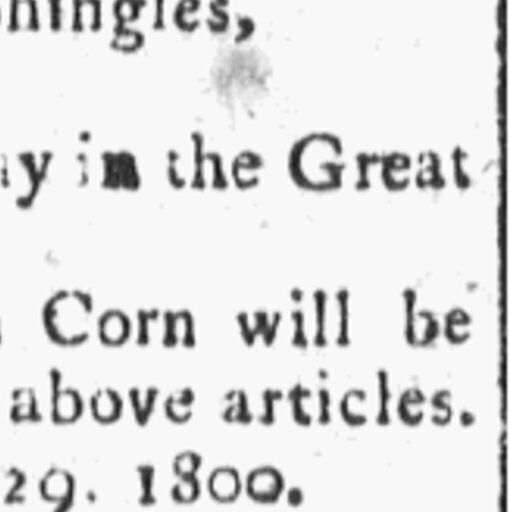 hingles,
y in the Great
Corn will be
above articles.
29. 1800.